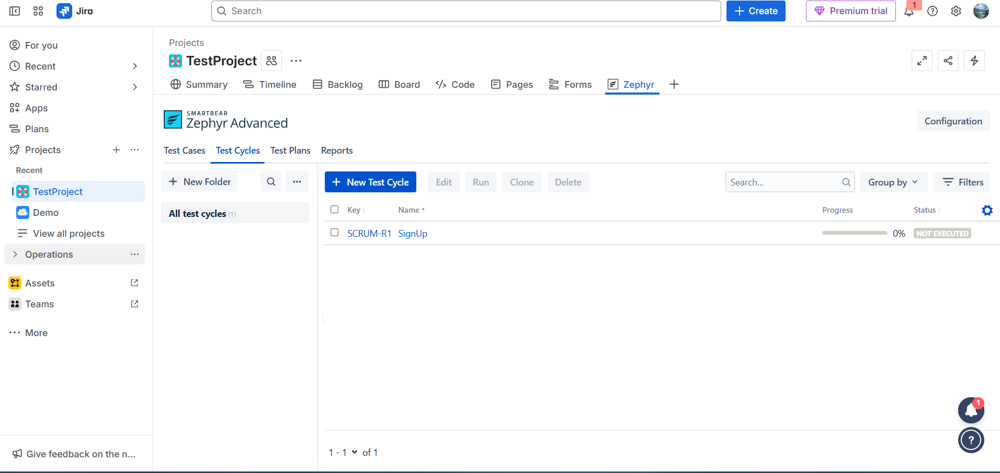 Jira
Search
Create
Premium trial
1
For you
Recent
Starred
Apps
Plans
Projects
Recent
TestProject
Demo
View all projects
Operations
Assets
Teams
More
Give feedback on the n...
Projects
TestProject
Summary
Timeline
Backlog
Board
Code
Pages
Forms
Zephyr
SMARTBEAR
Zephyr Advanced
Configuration
Test Cases
Test Cycles
Test Plans
Reports
New Folder
All test cycles (1)
New Test Cycle
Edit
Run
Clone
Delete
Search...
Group by
Filters
Key
Name
Progress
Status
SCRUM-R1
SignUp
0%
NOT EXECUTED
1
?
1 - 1 of 1